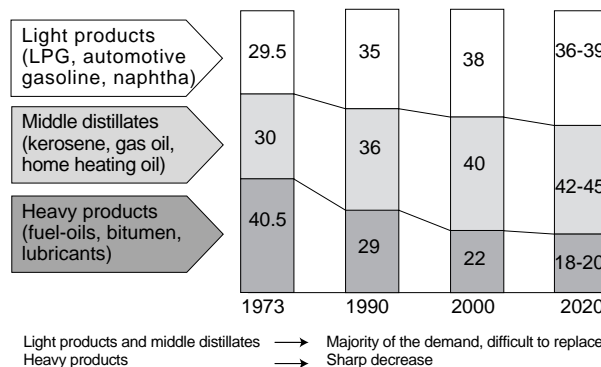 Light products
(LPG, automotive
gasoline, naphtha)
29.5 35 38 36-39
Middle distillates
(kerosene, gas oil,
home heating oil)
30 36 40 42-45
Heavy products
(fuel-oils, bitumen,
lubricants)
40.5 29 22 18-20
1973 1990 2000 2020
Light products and middle distillates → Majority of the demand, difficult to replace
Heavy products → Sharp decrease